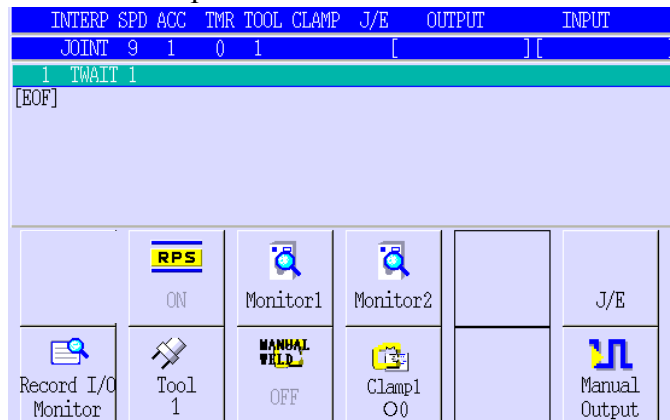 INTERP SPD ACC TMR TOOL CLAMP J/E OUTPUT INPUT
JOINT 9 1 0 1 [ ] [ ]
1 TWAIT 1
[EOF]
RPS
ON
Monitor1
Monitor2
J/E
Record I/O
Monitor
Tool
1
MANUAL
WELD
OFF
Clamp1
O0
Manual
Output